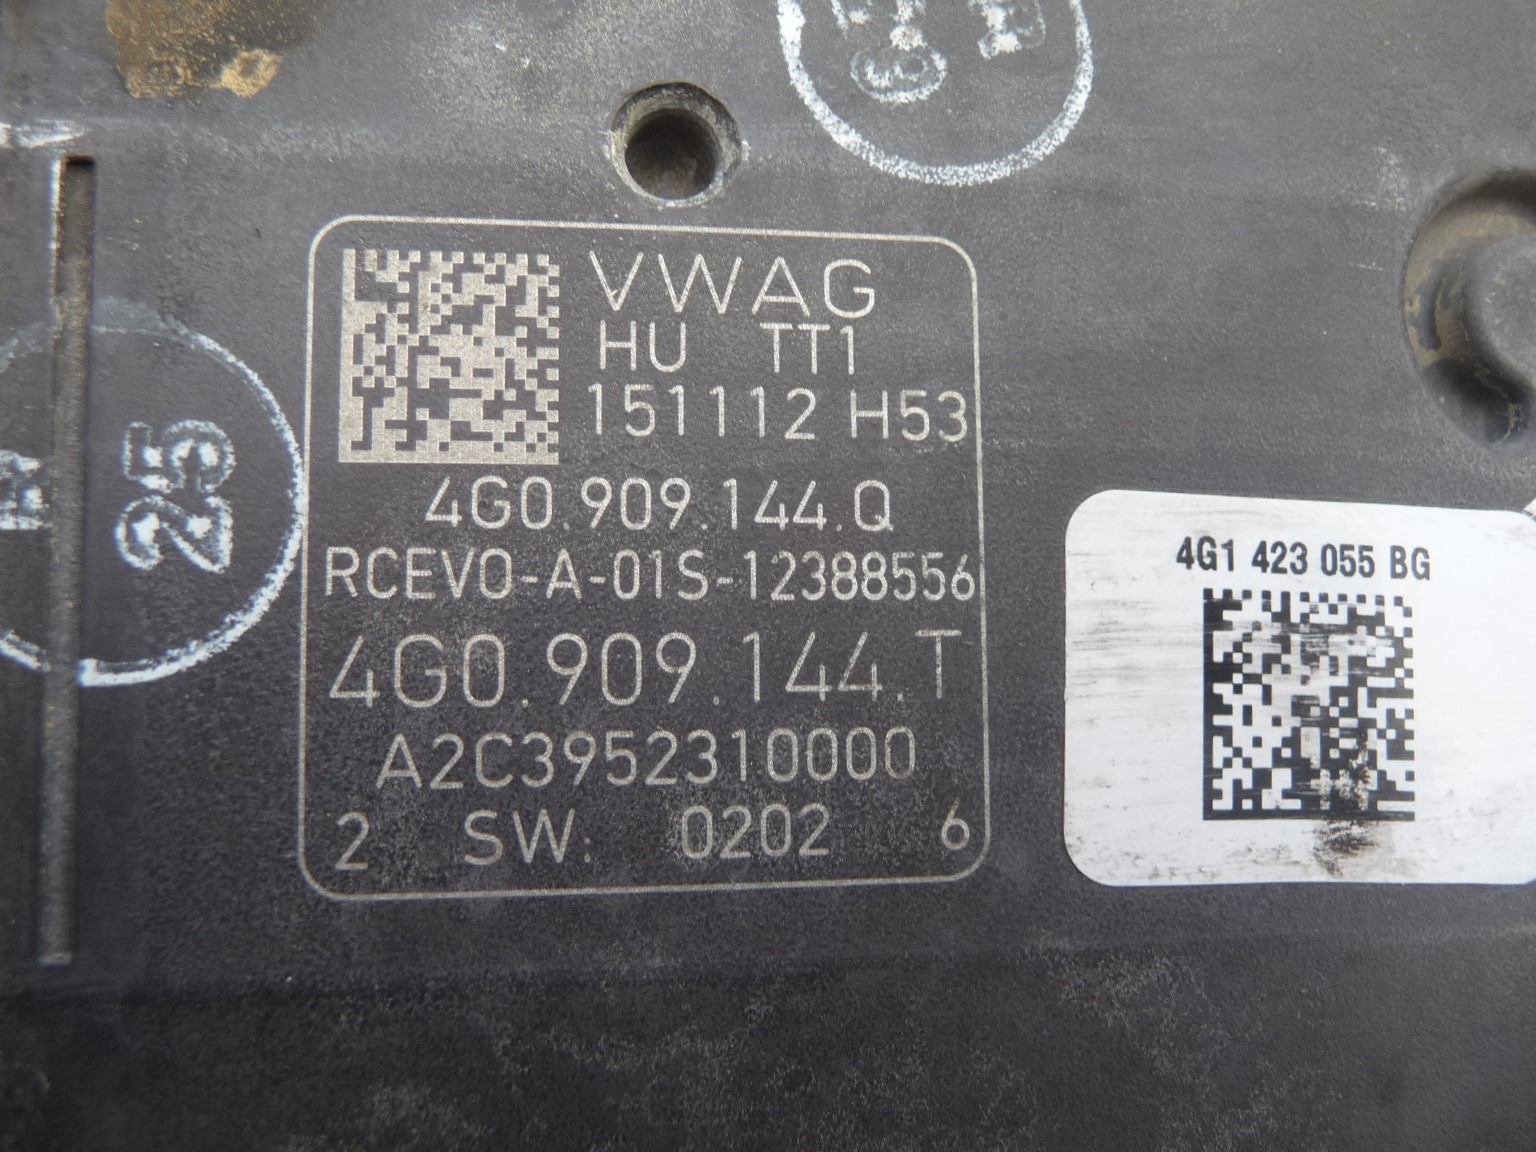 VWAG
HU TT1
151112 H53
4G0.909.144.Q
RCEVO-A-01S-12388556
4G0.909.144.T
A2C3952310000
2 SW: 0202 6
25
4G1 423 055 BG